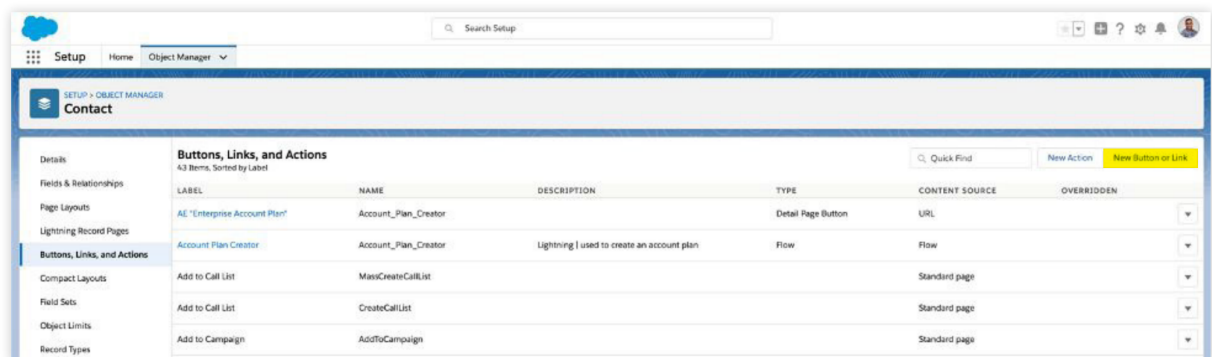 Search Setup
Setup Home Object Manager
SETUP > OBJECT MANAGER
Contact
Details
Fields & Relationships
Page Layouts
Lightning Record Pages
Buttons, Links, and Actions
Compact Layouts
Field Sets
Object Limits
Record Types
Buttons, Links, and Actions
43 Items, Sorted by Label
Quick Find New Action New Button or Link
LABEL NAME DESCRIPTION TYPE CONTENT SOURCE OVERRIDDEN
AE "Enterprise Account Plan" Account_Plan_Creator Detail Page Button URL
Account Plan Creator Account_Plan_Creator Lightning | used to create an account plan Flow Flow
Add to Call List MassCreateCallList Standard page
Add to Call List CreateCallList Standard page
Add to Campaign AddToCampaign Standard page